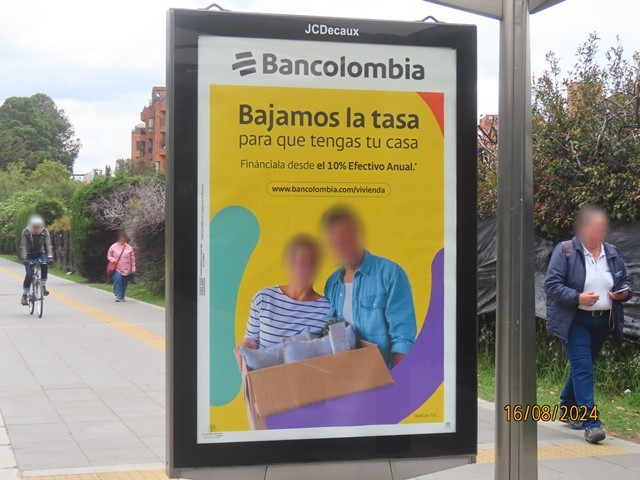 JCDecaux
Bancolombia
Bajamos la tasa
para que tengas tu casa
Finánciala desde el 10% Efectivo Anual.*
www.bancolombia.com/vivienda
16/08/2024